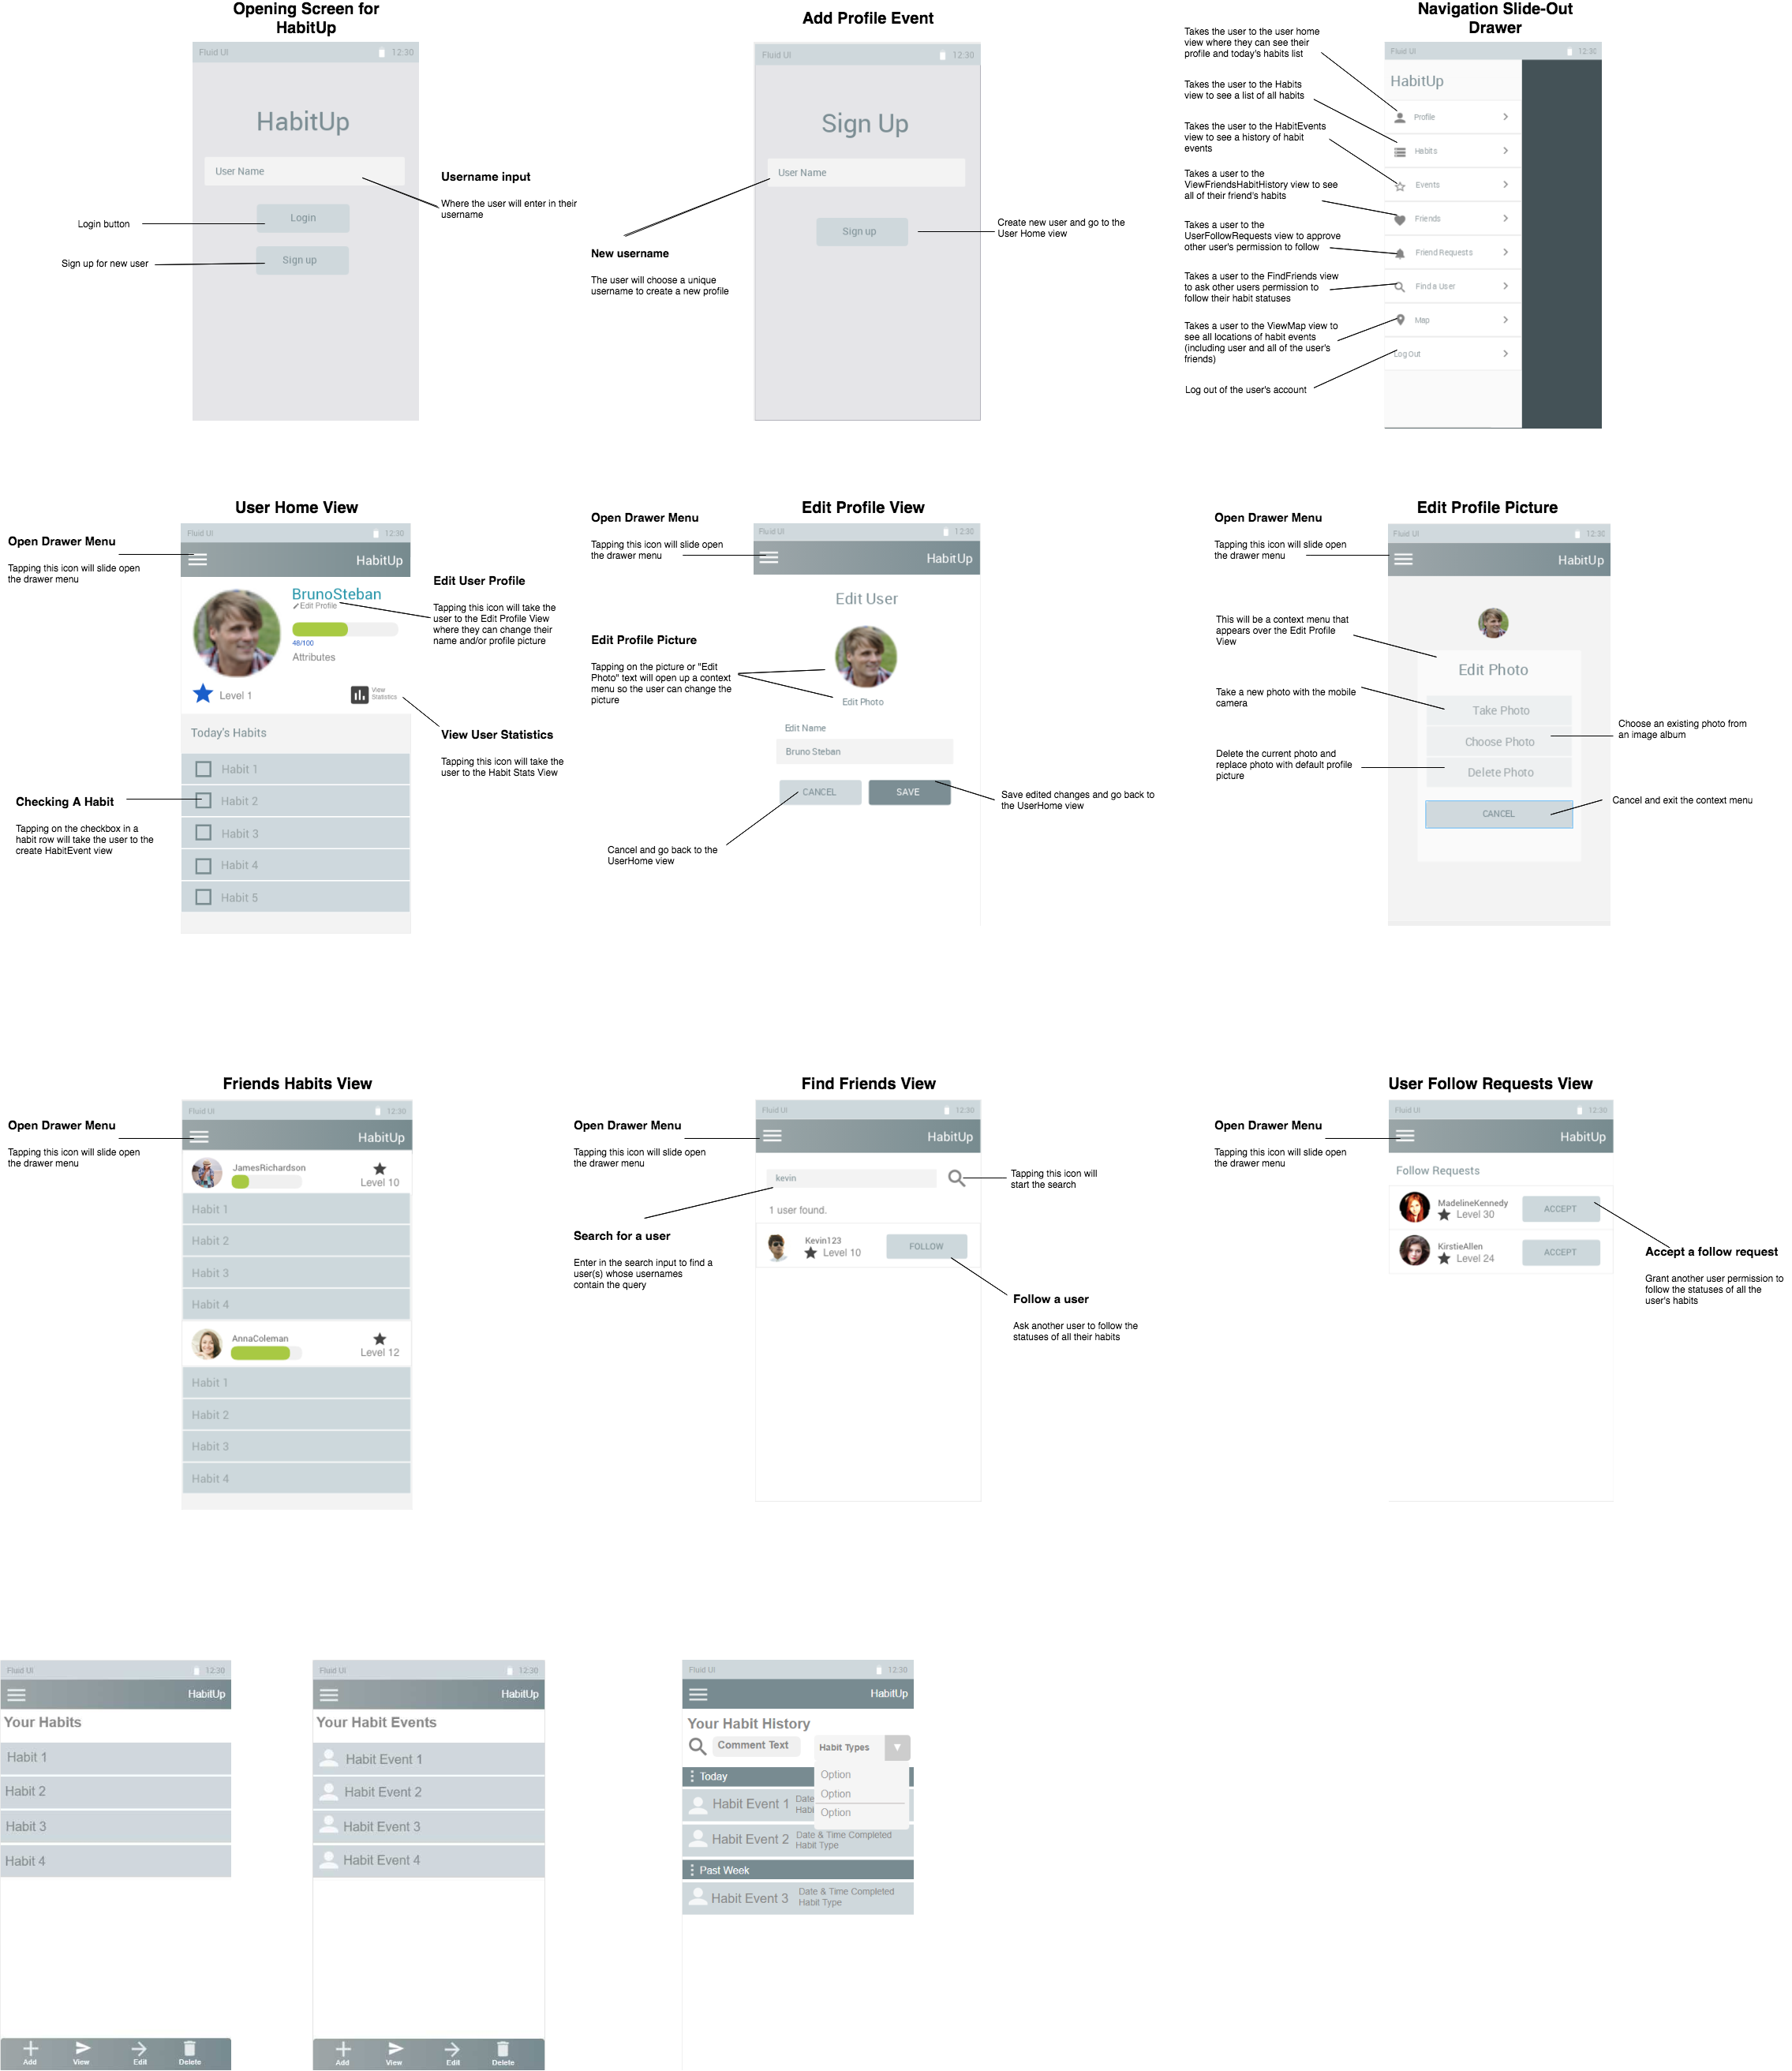 Opening Screen for
HabitUp
Fluid UI 12:30
HabitUp
User Name
Login
Sign up
Username input
Where the user will enter in their
username
Login button
Sign up for new user
Add Profile Event
Fluid UI 12:30
Sign Up
User Name
Sign up
New username
The user will choose a unique
username to create a new profile
Create new user and go to the
User Home view
Navigation Slide-Out
Drawer
Takes the user to the user home
view where they can see their
profile and today's habits list
Takes the user to the Habits
view to see a list of all habits
Takes the user to the HabitEvents
view to see a history of habit
events
Takes a user to the
ViewFriendsHabitHistory view to see
all of their friend's habits
Takes a user to the
UserFollowRequests view to approve
other user's permission to follow
Takes a user to the FindFriends view
to ask other users permission to
follow their habit statuses
Takes a user to the ViewMap view to
see all locations of habit events
(including user and all of the user's
friends)
Log out of the user's account
Fluid UI 12:30
HabitUp
Profile
Habits
Events
Friends
Friend Requests
Find a User
Map
Log Out
User Home View
Open Drawer Menu
Tapping this icon will slide open
the drawer menu
Fluid UI 12:30
HabitUp
BrunoSteban
Edit Profile
48/100
Attributes
Level 1
View
Statistics
Today's Habits
Habit 1
Habit 2
Habit 3
Habit 4
Habit 5
Edit User Profile
Tapping this icon will take the
user to the Edit Profile View
where they can change their
name and/or profile picture
View User Statistics
Tapping this icon will take the
user to the Habit Stats View
Checking A Habit
Tapping on the checkbox in a
habit row will take the user to the
create HabitEvent view
Edit Profile View
Open Drawer Menu
Tapping this icon will slide open
the drawer menu
Fluid UI 12:30
HabitUp
Edit User
Edit Photo
Edit Name
Bruno Steban
CANCEL SAVE
Edit Profile Picture
Tapping on the picture or "Edit
Photo" text will open up a context
menu so the user can change the
picture
Save edited changes and go back to
the UserHome view
Cancel and go back to the
UserHome view
Edit Profile Picture
Open Drawer Menu
Tapping this icon will slide open
the drawer menu
Fluid UI 12:30
HabitUp
This will be a context menu that
appears over the Edit Profile
View
Edit Photo
Take Photo
Choose Photo
Delete Photo
CANCEL
Take a new photo with the mobile
camera
Choose an existing photo from
an image album
Delete the current photo and
replace photo with default profile
picture
Cancel and exit the context menu
Friends Habits View
Open Drawer Menu
Tapping this icon will slide open
the drawer menu
Fluid UI 12:30
HabitUp
JamesRichardson
Level 10
Habit 1
Habit 2
Habit 3
Habit 4
AnnaColeman
Level 12
Habit 1
Habit 2
Habit 3
Habit 4
Find Friends View
Open Drawer Menu
Tapping this icon will slide open
the drawer menu
Fluid UI 12:30
HabitUp
kevin
1 user found.
Kevin123
Level 10
FOLLOW
Tapping this icon will
start the search
Search for a user
Enter in the search input to find a
user(s) whose usernames
contain the query
Follow a user
Ask another user to follow the
statuses of all their habits
User Follow Requests View
Open Drawer Menu
Tapping this icon will slide open
the drawer menu
Fluid UI 12:30
HabitUp
Follow Requests
MadelineKennedy
Level 30
ACCEPT
KirstieAllen
Level 24
ACCEPT
Accept a follow request
Grant another user permission to
follow the statuses of all the
user's habits
Fluid UI 12:30
HabitUp
Your Habits
Habit 1
Habit 2
Habit 3
Habit 4
Add View Edit Delete
Fluid UI 12:30
HabitUp
Your Habit Events
Habit Event 1
Habit Event 2
Habit Event 3
Habit Event 4
Add View Edit Delete
Fluid UI 12:30
HabitUp
Your Habit History
Comment Text
Habit Types
Option
Option
Option
Today
Habit Event 1 Date
Habi
Habit Event 2 Date & Time Completed
Habit Type
Past Week
Habit Event 3 Date & Time Completed
Habit Type